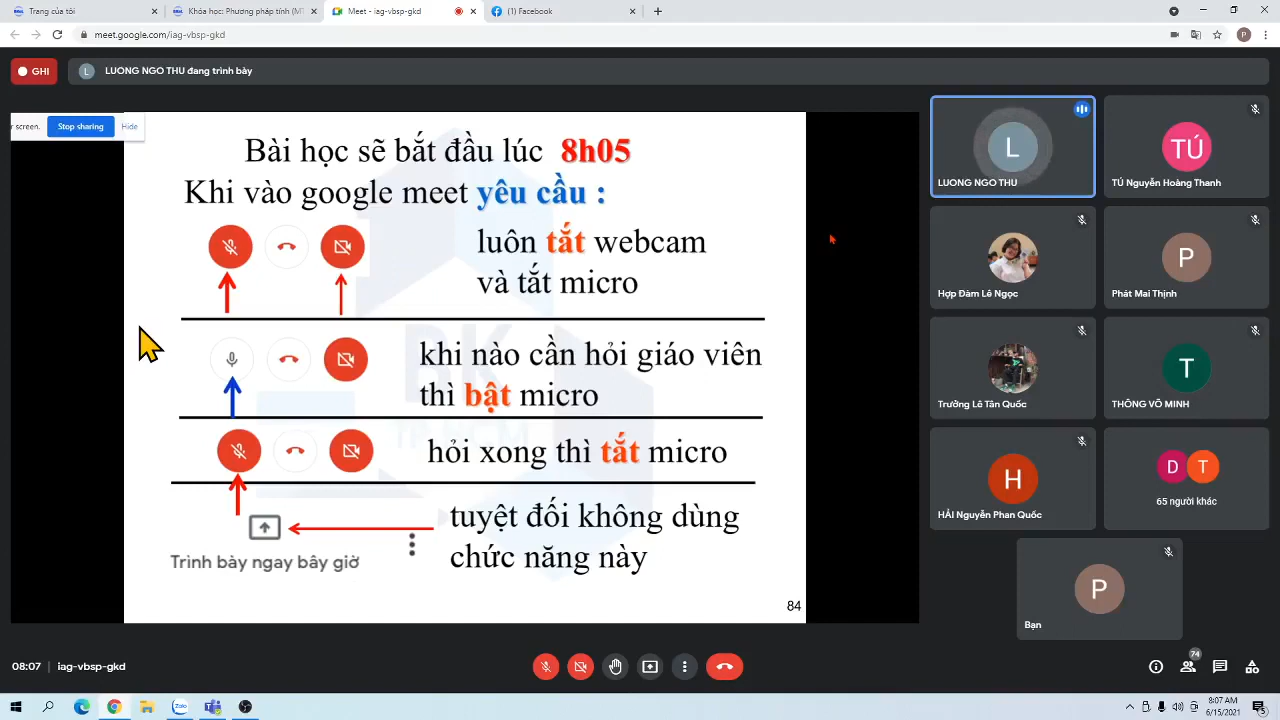 Trang của tôi
Khóa học: Phương pháp tính (MT
Meet - iag-vbsp-gkd
(1) Facebook
meet.google.com/iag-vbsp-gkd
P
GHI
L
LUONG NGO THU đang trình bày
r screen.
Stop sharing
Hide
Bài học sẽ bắt đầu lúc 8h05
Khi vào google meet yêu cầu :
luôn tắt webcam
và tắt micro
khi nào cần hỏi giáo viên
thì bật micro
hỏi xong thì tắt micro
tuyệt đối không dùng
chức năng này
Trình bày ngay bây giờ
84
BK
TP.HCM
L
LUONG NGO THU
TÚ
TÚ Nguyễn Hoàng Thanh
Hợp Đàm Lê Ngọc
P
Phát Mai Thịnh
Trường Lê Tân Quốc
T
THÔNG VÕ MINH
H
HẢI Nguyễn Phan Quốc
D T
65 người khác
P
Bạn
08:07
iag-vbsp-gkd
74
Zalo
8:07 AM
6/15/2021